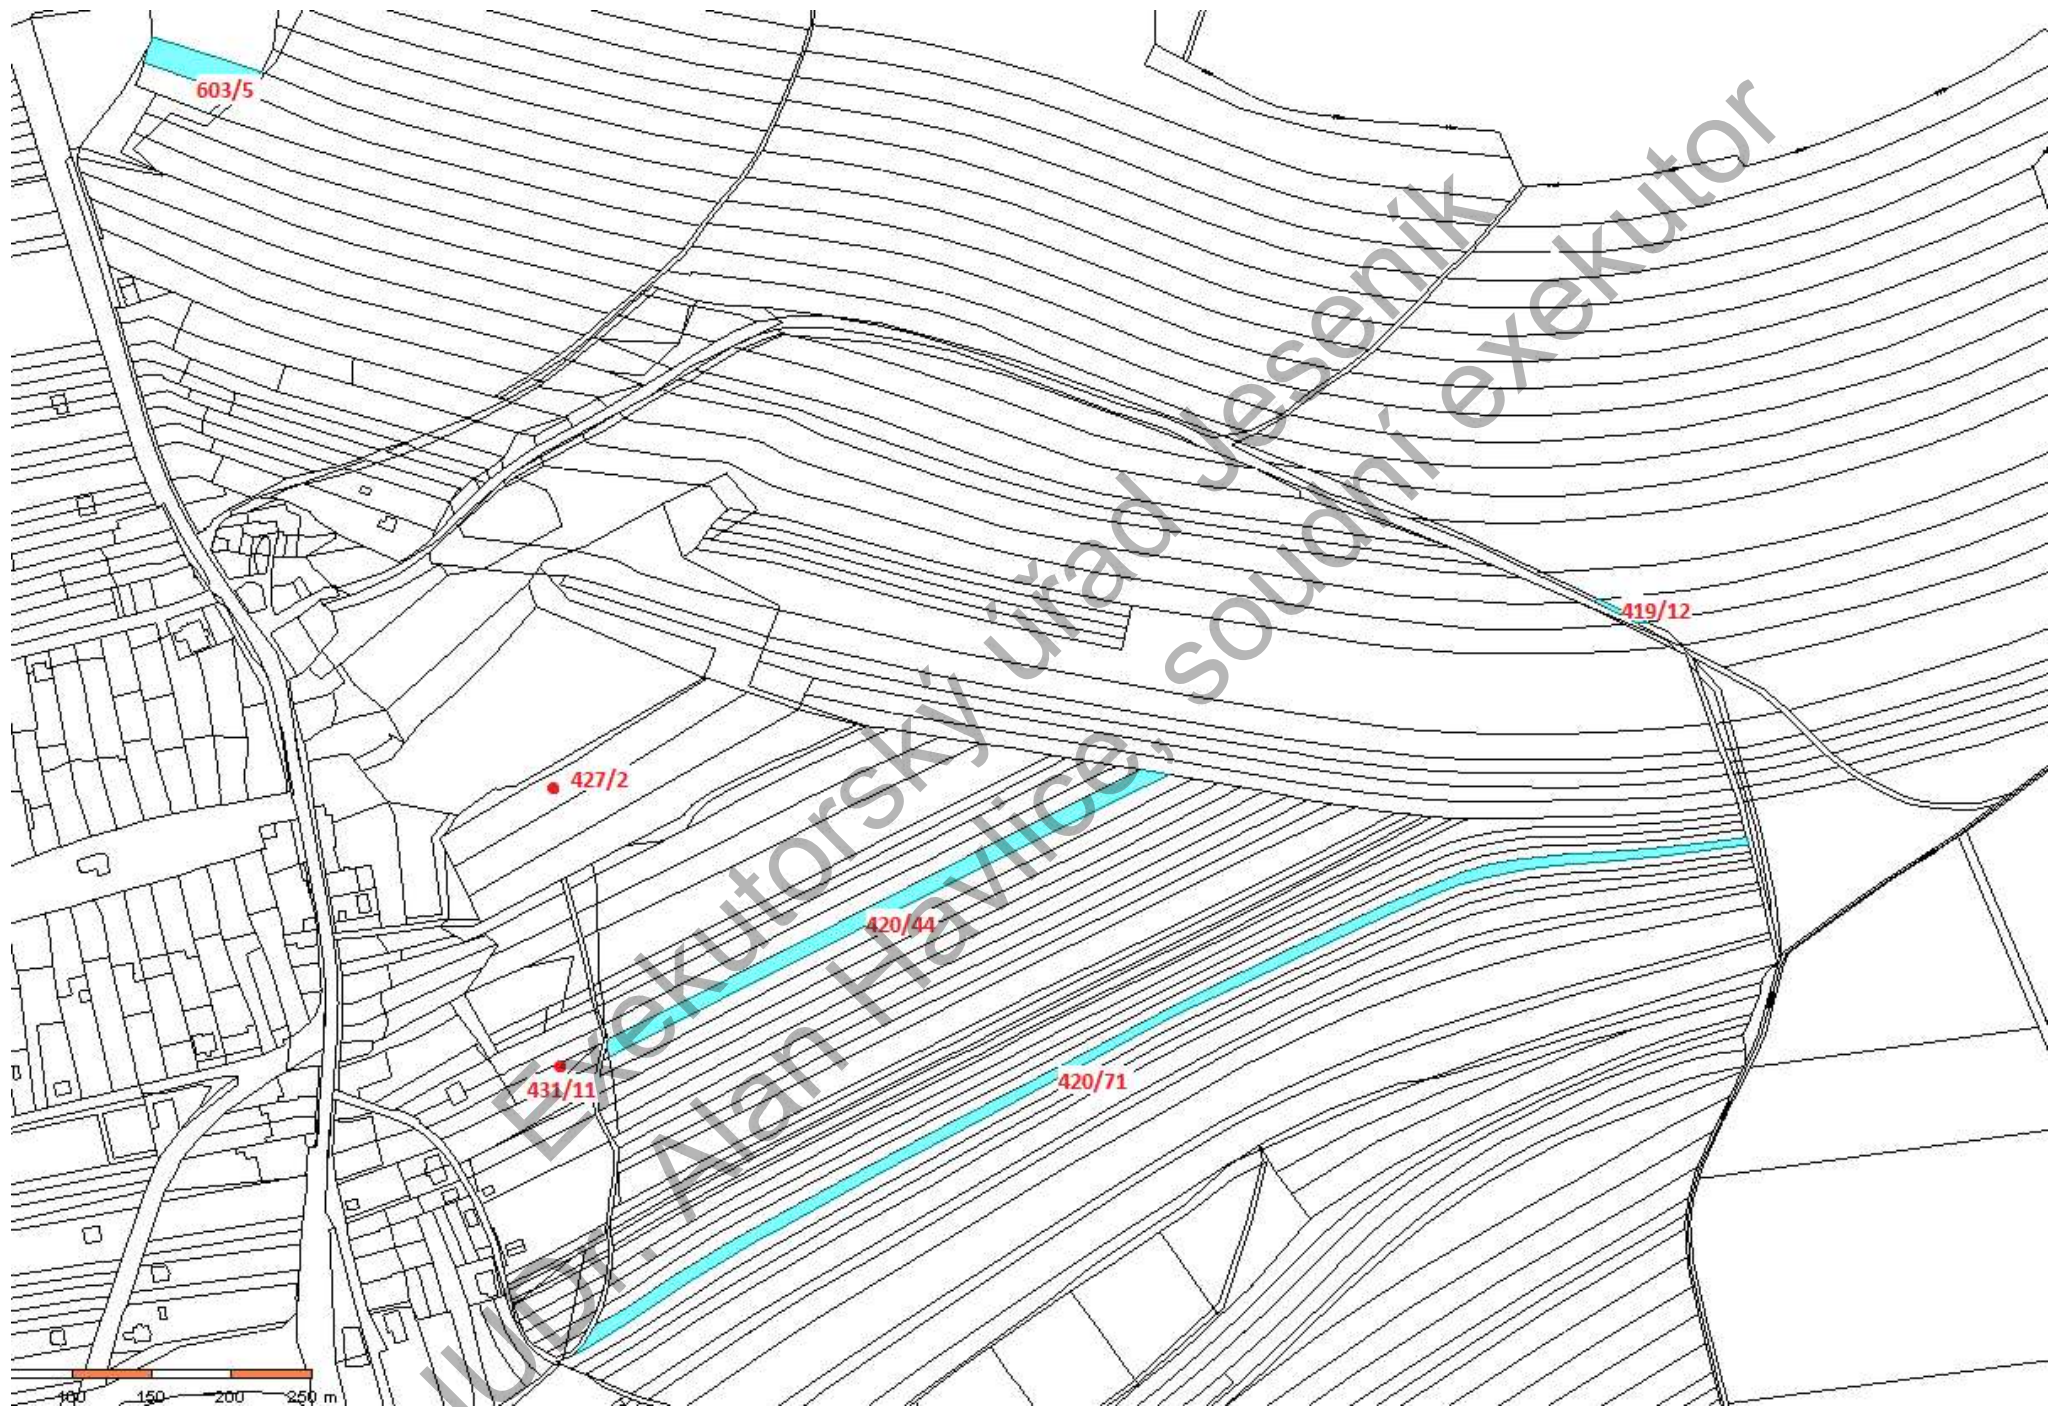 603/5
419/12
427/2
420/44
431/11
420/71
Exekutorský úřad Jeseník
JUDr. Alan Havlice, soudní exekutor
100 150 200 250 m